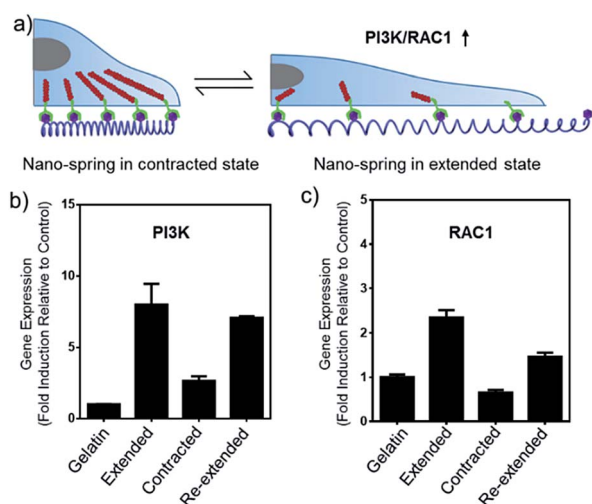 a)
PI3K/RAC1 ↑
Nano-spring in contracted state
Nano-spring in extended state
b)
PI3K
Gene Expression
(Fold Induction Relative to Control)
15
10
5
0
Gelatin
Extended
Contracted
Re-extended
c)
RAC1
Gene Expression
(Fold Induction Relative to Control)
5
4
3
2
1
0
Gelatin
Extended
Contracted
Re-extended